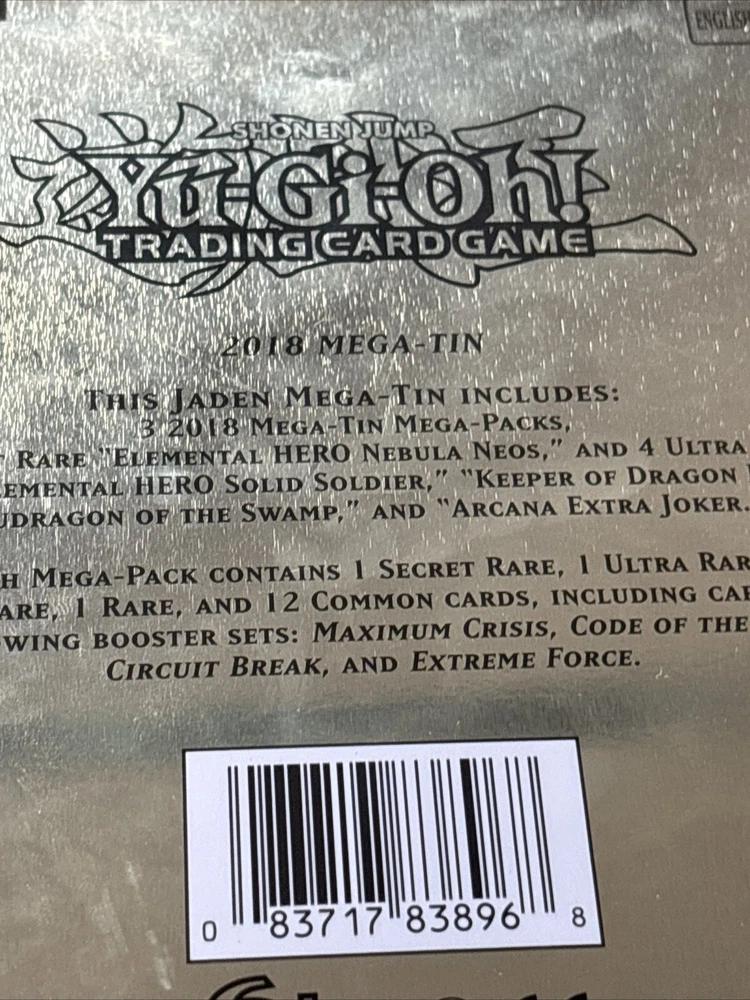 ENGLISH
SHONEN JUMP
Yu-Gi-Oh!
TRADING CARD GAME
2018 MEGA-TIN
THIS JADEN MEGA-TIN INCLUDES:
3 2018 MEGA-TIN MEGA-PACKS,
RARE "ELEMENTAL HERO NEBULA NEOS," AND 4 ULTRA
EMENTAL HERO SOLID SOLDIER," "KEEPER OF DRAGON
UDRAGON OF THE SWAMP," AND "ARCANA EXTRA JOKER.
H MEGA-PACK CONTAINS 1 SECRET RARE, 1 ULTRA RAR
ARE, 1 RARE, AND 12 COMMON CARDS, INCLUDING CAR
WING BOOSTER SETS: MAXIMUM CRISIS, CODE OF THE
CIRCUIT BREAK, AND EXTREME FORCE.
0 83717 83896 8